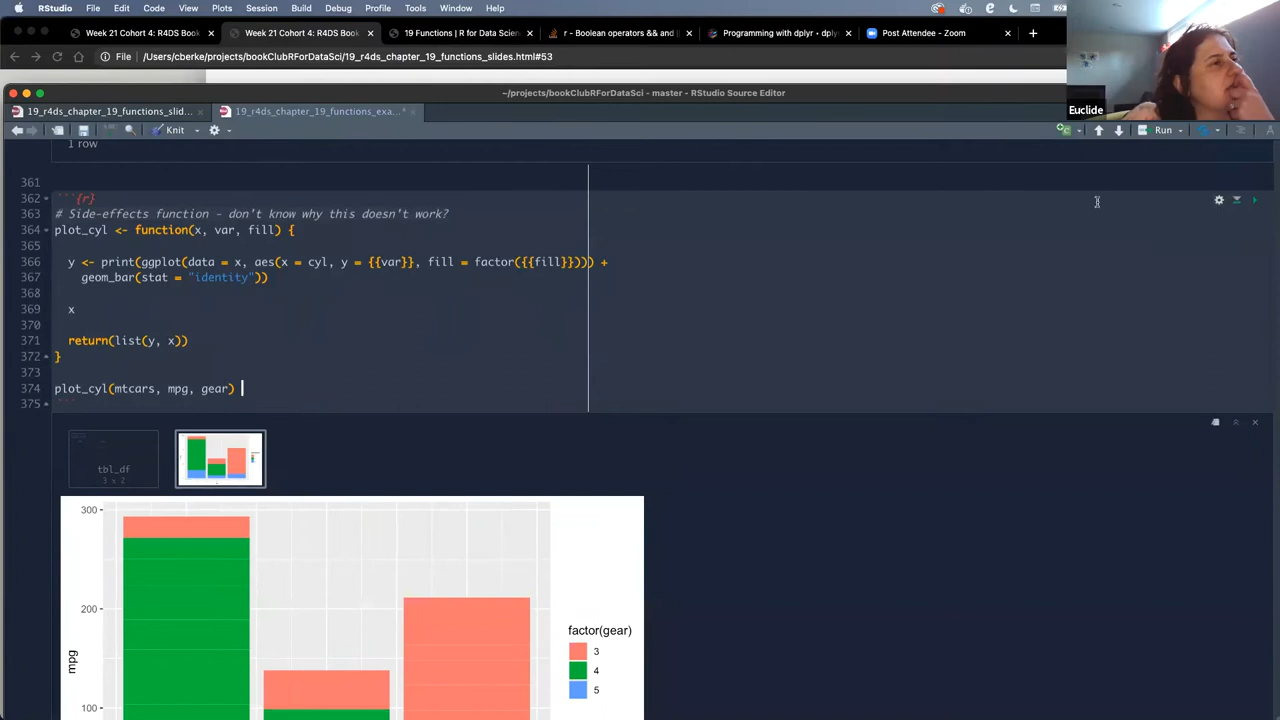 RStudio File Edit Code View Plots Session Build Debug Profile Tools Window Help
Week 21 Cohort 4: R4DS Book
Week 21 Cohort 4: R4DS Book
19 Functions | R for Data Scien
r - Boolean operators && and |
Programming with dplyr • dplyr
Post Attendee - Zoom
File /Users/cberke/projects/bookClubRForDataSci/19_r4ds_chapter_19_functions_slides.html#53
~/projects/bookClubRForDataSci - master - RStudio Source Editor
Euclide
19_r4ds_chapter_19_functions_slid...
19_r4ds_chapter_19_functions_exa...*
Knit
Run
1 row
361
362 ```{r}
363 # Side-effects function - don't know why this doesn't work?
364 plot_cyl <- function(x, var, fill) {
365
366 y <- print(ggplot(data = x, aes(x = cyl, y = {{var}}, fill = factor({{fill}}))) +
367 geom_bar(stat = "identity"))
368
369 x
370
371 return(list(y, x))
372 }
373
374 plot_cyl(mtcars, mpg, gear)
375 ```
tbl_df
3 x 2
300
200
100
mpg
factor(gear)
3
4
5